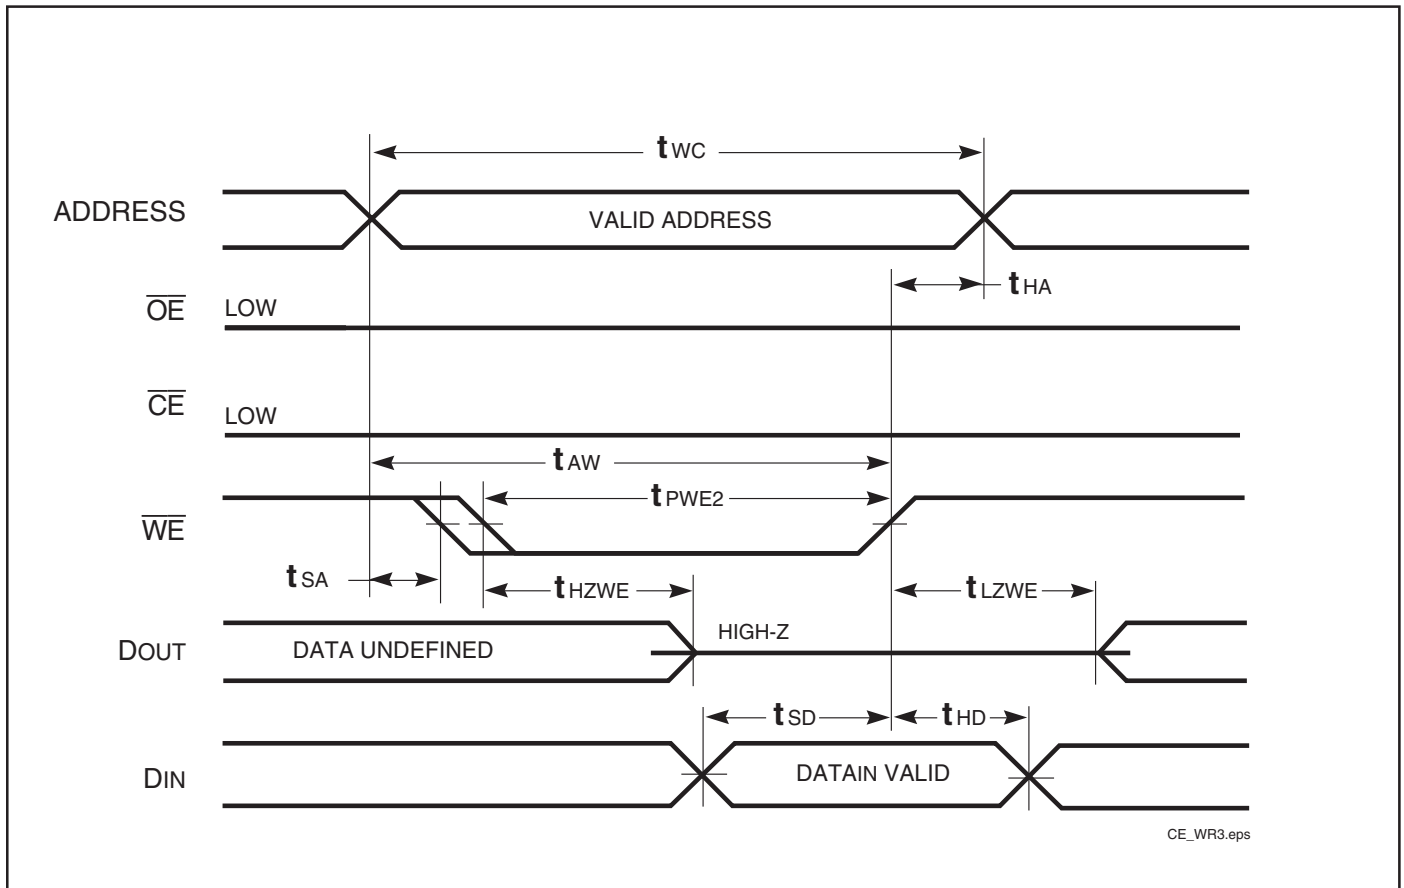 tWC
ADDRESS
VALID ADDRESS
tHA
OE
LOW
CE
LOW
tAW
tPWE2
WE
tSA
tHZWE
tLZWE
DOUT
DATA UNDEFINED
HIGH-Z
tSD
tHD
DIN
DATAIN VALID
CE_WR3.eps